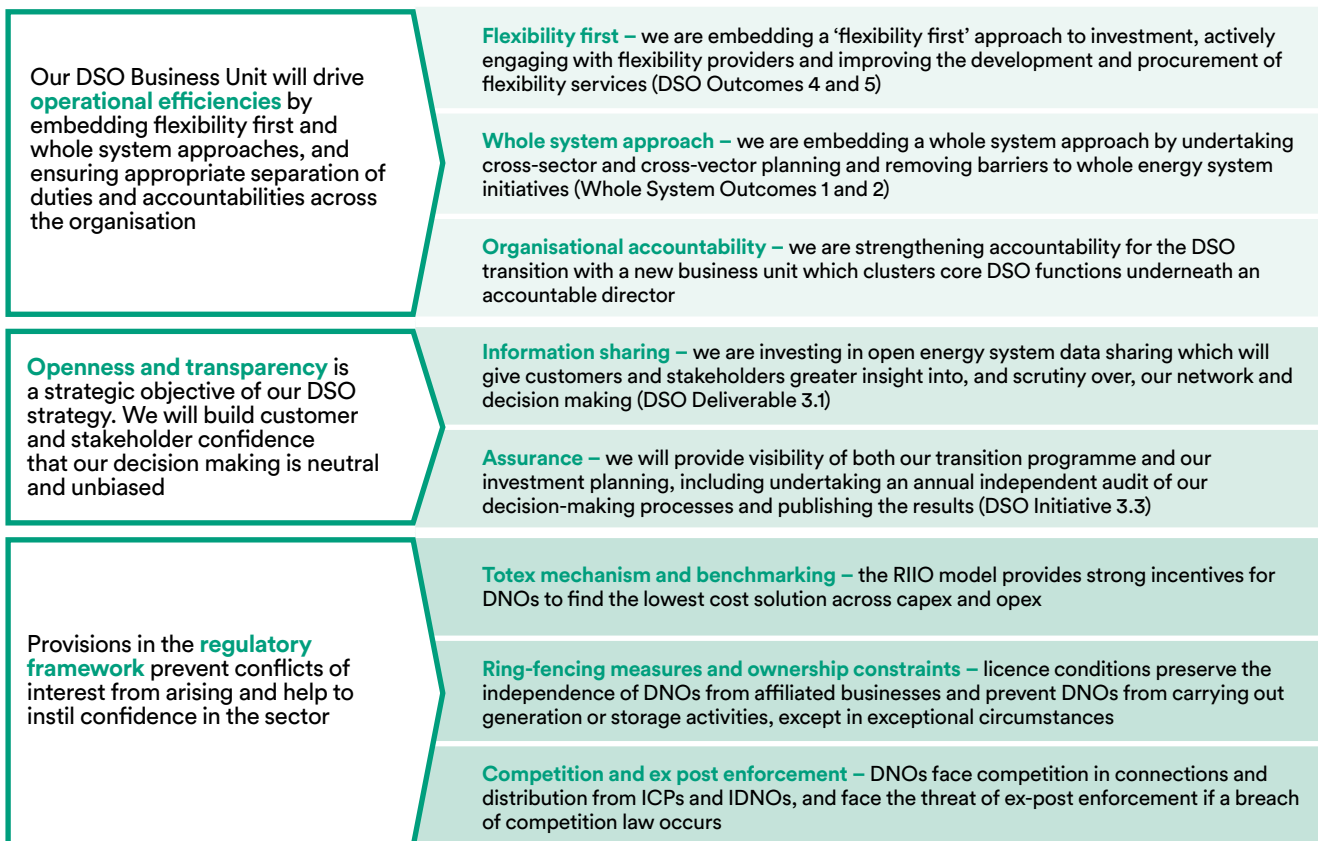 Our DSO Business Unit will drive
operational efficiencies by
embedding flexibility first and
whole system approaches, and
ensuring appropriate separation of
duties and accountabilities across
the organisation
Flexibility first – we are embedding a ‘flexibility first’ approach to investment, actively
engaging with flexibility providers and improving the development and procurement of
flexibility services (DSO Outcomes 4 and 5)
Whole system approach – we are embedding a whole system approach by undertaking
cross-sector and cross-vector planning and removing barriers to whole energy system
initiatives (Whole System Outcomes 1 and 2)
Organisational accountability – we are strengthening accountability for the DSO
transition with a new business unit which clusters core DSO functions underneath an
accountable director
Openness and transparency is
a strategic objective of our DSO
strategy. We will build customer
and stakeholder confidence
that our decision making is neutral
and unbiased
Information sharing – we are investing in open energy system data sharing which will
give customers and stakeholders greater insight into, and scrutiny over, our network and
decision making (DSO Deliverable 3.1)
Assurance – we will provide visibility of both our transition programme and our
investment planning, including undertaking an annual independent audit of our
decision-making processes and publishing the results (DSO Initiative 3.3)
Provisions in the regulatory
framework prevent conflicts of
interest from arising and help to
instil confidence in the sector
Totex mechanism and benchmarking – the RIIO model provides strong incentives for
DNOs to find the lowest cost solution across capex and opex
Ring-fencing measures and ownership constraints – licence conditions preserve the
independence of DNOs from affiliated businesses and prevent DNOs from carrying out
generation or storage activities, except in exceptional circumstances
Competition and ex post enforcement – DNOs face competition in connections and
distribution from ICPs and IDNOs, and face the threat of ex-post enforcement if a breach
of competition law occurs